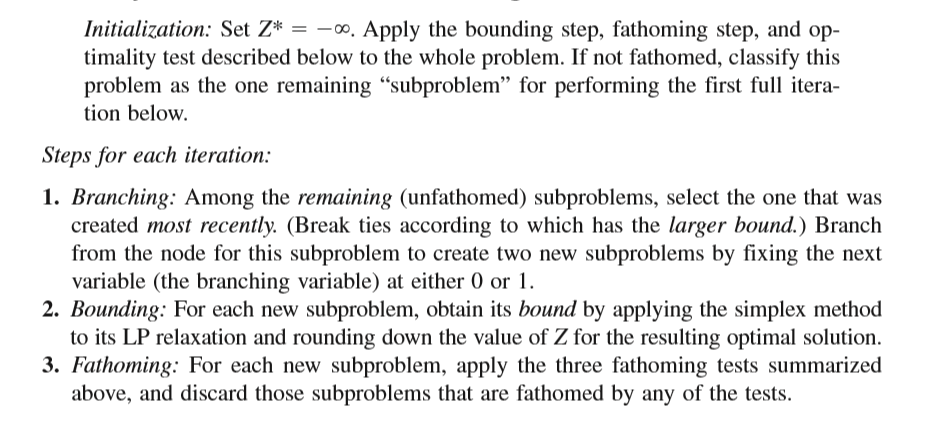 Initialization: Set Z* = −∞. Apply the bounding step, fathoming step, and op-
timality test described below to the whole problem. If not fathomed, classify this
problem as the one remaining “subproblem” for performing the first full itera-
tion below.
Steps for each iteration:
1. Branching: Among the remaining (unfathomed) subproblems, select the one that was
created most recently. (Break ties according to which has the larger bound.) Branch
from the node for this subproblem to create two new subproblems by fixing the next
variable (the branching variable) at either 0 or 1.
2. Bounding: For each new subproblem, obtain its bound by applying the simplex method
to its LP relaxation and rounding down the value of Z for the resulting optimal solution.
3. Fathoming: For each new subproblem, apply the three fathoming tests summarized
above, and discard those subproblems that are fathomed by any of the tests.